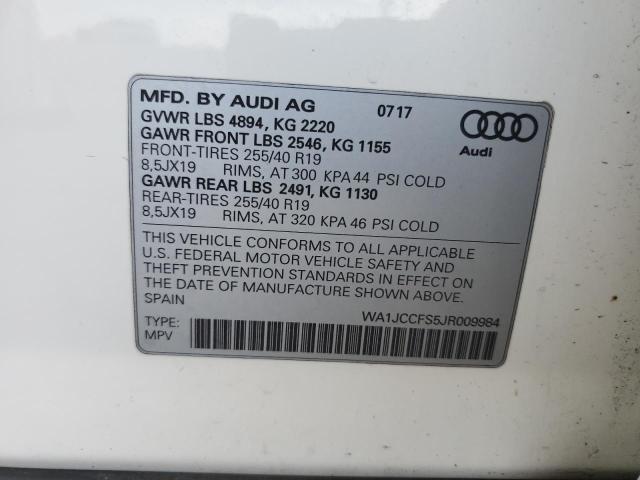 MFD. BY AUDI AG 0717
GVWR LBS 4894, KG 2220
GAWR FRONT LBS 2546, KG 1155
FRONT-TIRES 255/40 R19
8,5JX19 RIMS, AT 300 KPA 44 PSI COLD
GAWR REAR LBS 2491, KG 1130
REAR-TIRES 255/40 R19
8,5JX19 RIMS, AT 320 KPA 46 PSI COLD
Audi
THIS VEHICLE CONFORMS TO ALL APPLICABLE
U.S. FEDERAL MOTOR VEHICLE SAFETY AND
THEFT PREVENTION STANDARDS IN EFFECT ON
THE DATE OF MANUFACTURE SHOWN ABOVE.
SPAIN
TYPE: WA1JCCFS5JR009984
MPV